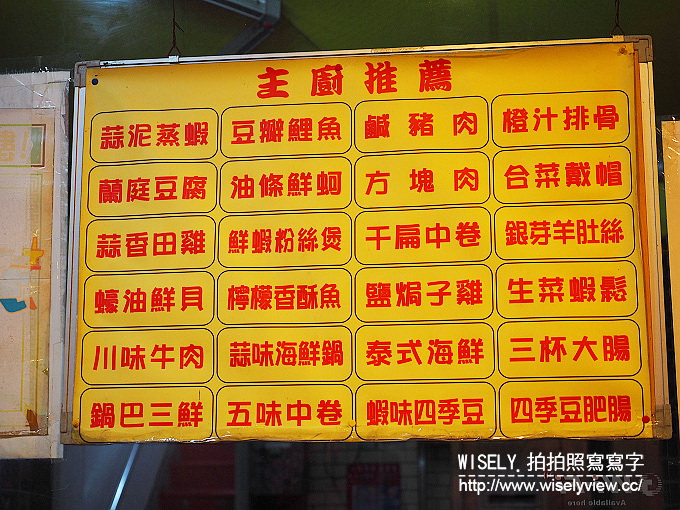 主廚推薦
蒜泥蒸蝦 豆瓣鯉魚 鹹豬肉 橙汁排骨
蘭庭豆腐 油條鮮蚵 方塊肉 合菜戴帽
蒜香田雞 鮮蝦粉絲煲 干扁中卷 銀芽羊肚絲
蠔油鮮貝 檸檬香酥魚 鹽焗子雞 生菜蝦鬆
川味牛肉 蒜味海鮮鍋 泰式海鮮 三杯大腸
鍋巴三鮮 五味中卷 蝦味四季豆 四季豆肥腸
WISELY 拍拍照寫寫字
http://www.wiselyview.cc/